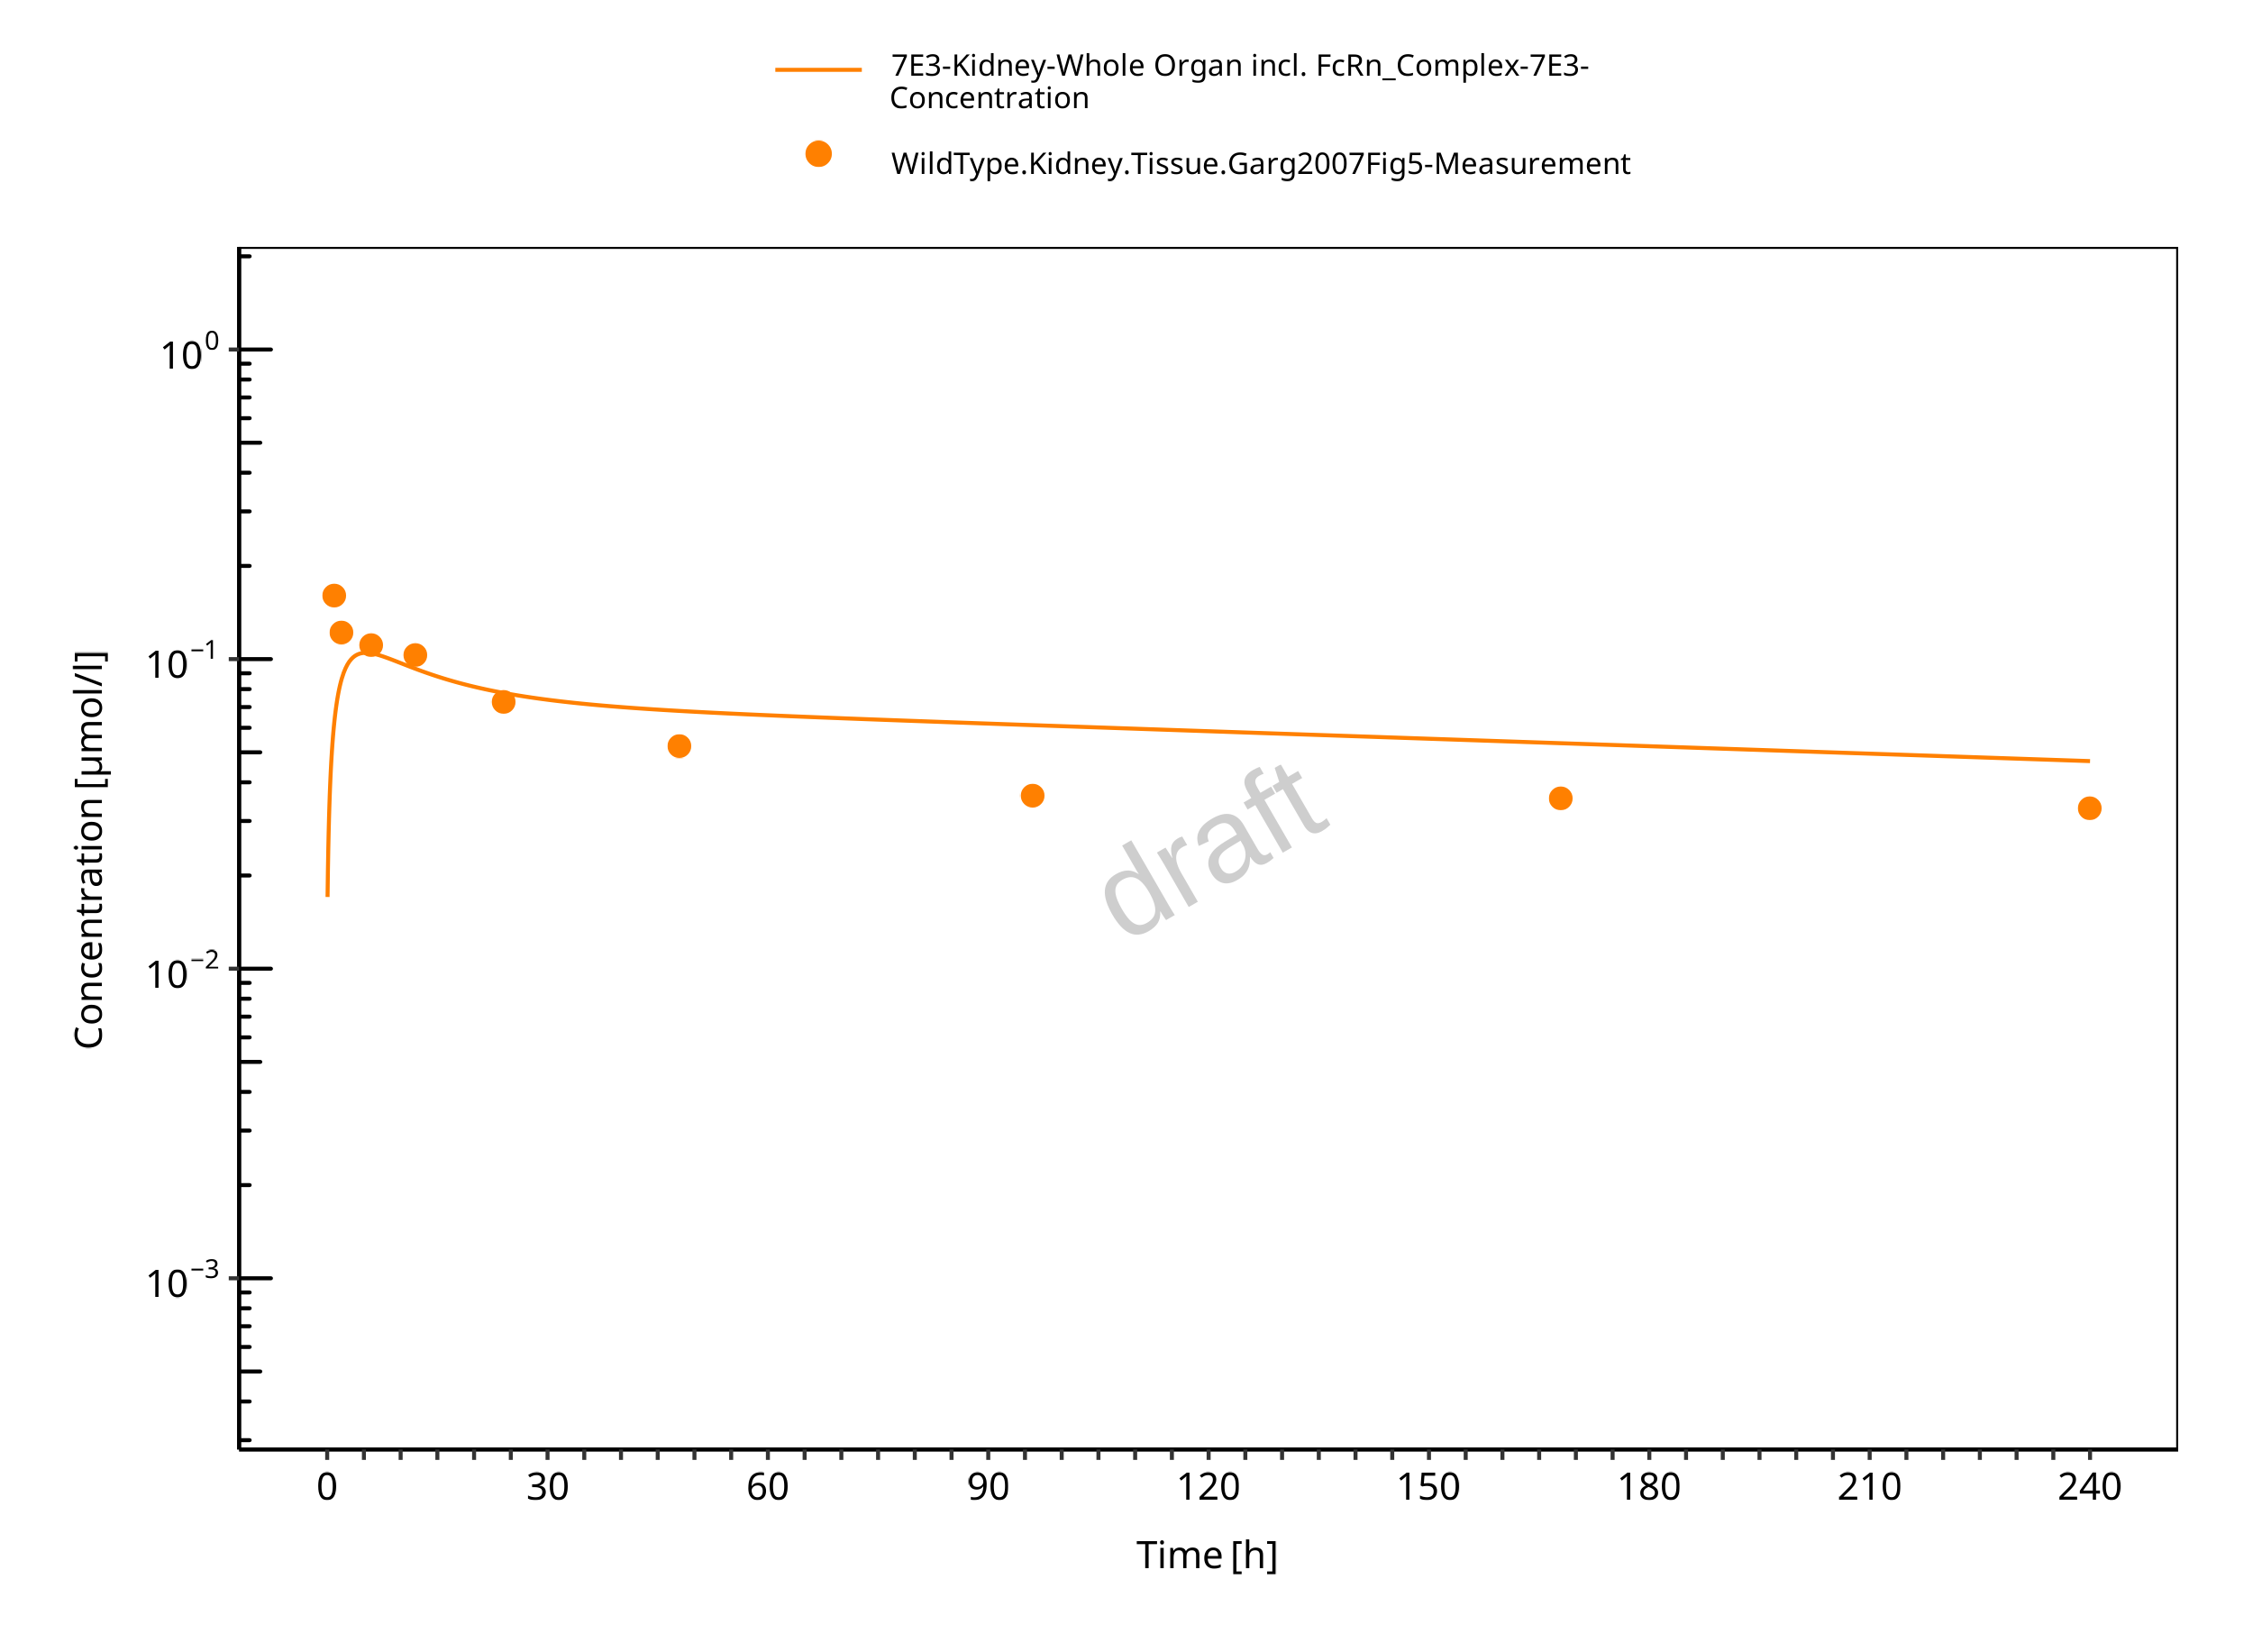 7E3-Kidney-Whole Organ incl. FcRn_Complex-7E3-
Concentration
WildType.Kidney.Tissue.Garg2007Fig5-Measurement
10⁰
10⁻¹
10⁻²
10⁻³
Concentration [µmol/l]
draft
0 30 60 90 120 150 180 210 240
Time [h]